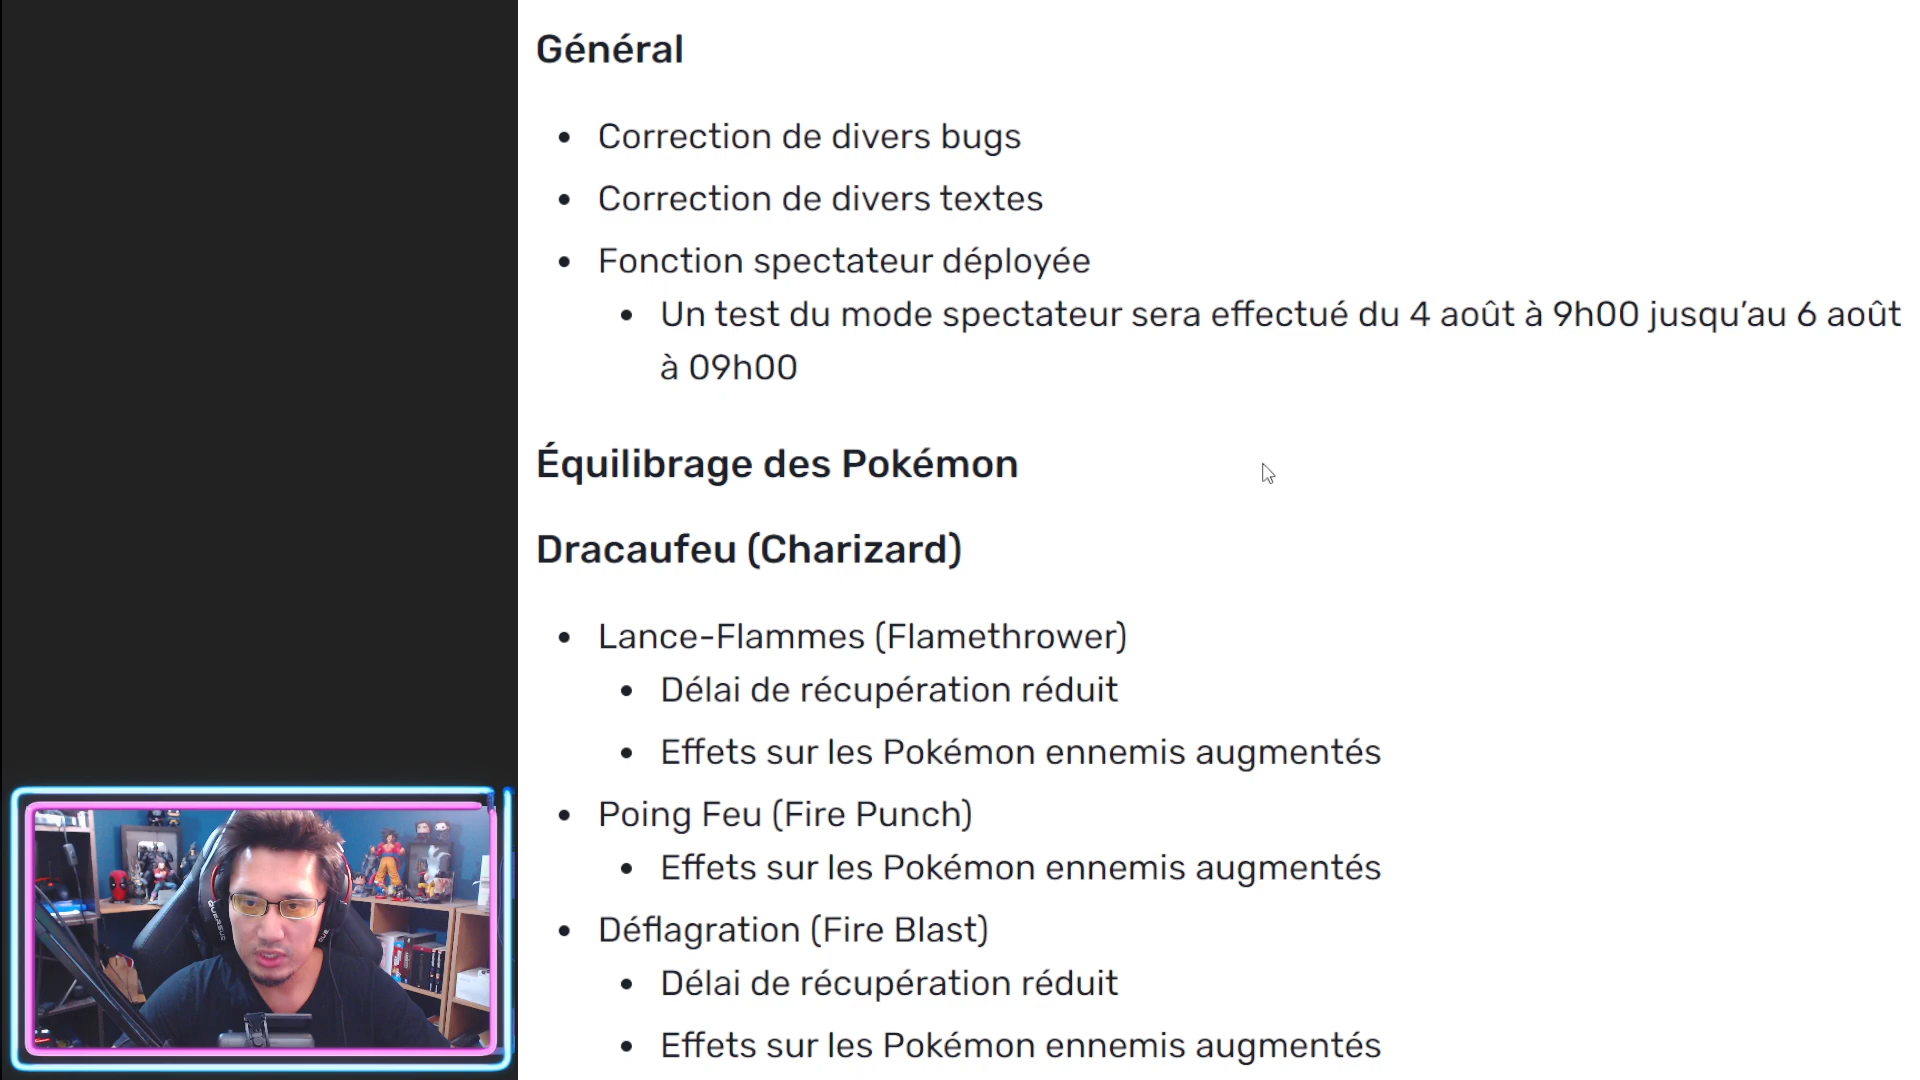 Général
Correction de divers bugs
Correction de divers textes
Fonction spectateur déployée
Un test du mode spectateur sera effectué du 4 août à 9h00 jusqu’au 6 août
à 09h00
Équilibrage des Pokémon
Dracaufeu (Charizard)
Lance-Flammes (Flamethrower)
Délai de récupération réduit
Effets sur les Pokémon ennemis augmentés
Poing Feu (Fire Punch)
Effets sur les Pokémon ennemis augmentés
Déflagration (Fire Blast)
Délai de récupération réduit
Effets sur les Pokémon ennemis augmentés